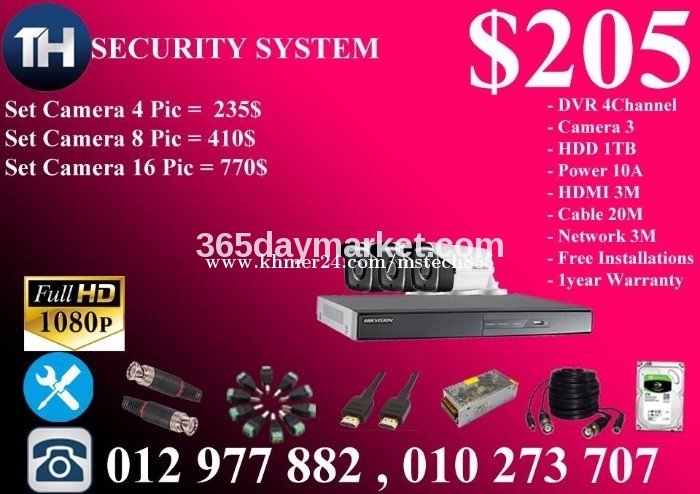 TH SECURITY SYSTEM
$205
Set Camera 4 Pic = 235$
Set Camera 8 Pic = 410$
Set Camera 16 Pic = 770$
- DVR 4Channel
- Camera 3
- HDD 1TB
- Power 10A
- HDMI 3M
- Cable 20M
- Network 3M
- Free Installations
- 1year Warranty
365daymarket.com
www.khmer24.com/mstech855
HIKVISION
Full HD
1080P
012 977 882 , 010 273 707